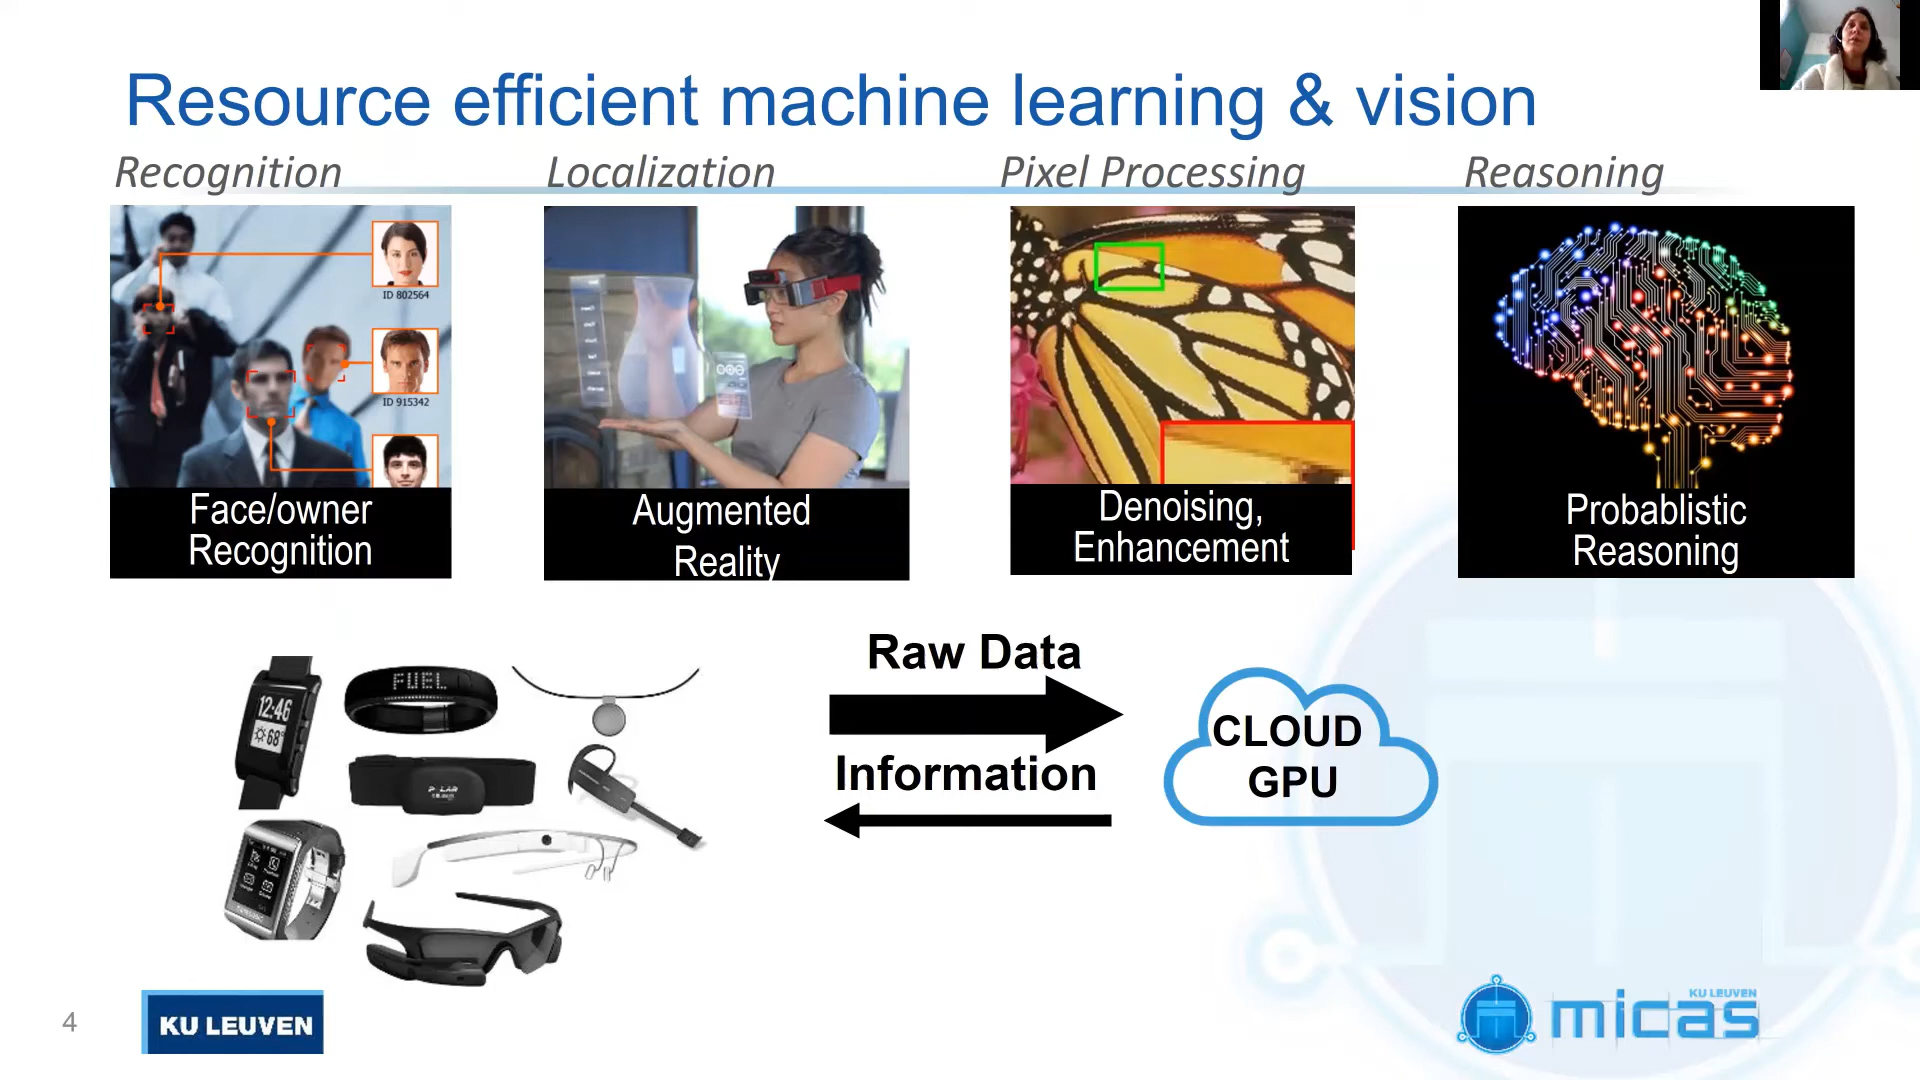 Resource efficient machine learning & vision
Recognition
Localization
Pixel Processing
Reasoning
ID 802564
ID 915342
Face/owner
Recognition
Augmented
Reality
Denoising,
Enhancement
Probablistic
Reasoning
Raw Data
Information
CLOUD
GPU
12:46
68°
FUEL
4
KU LEUVEN
KU LEUVEN
micas